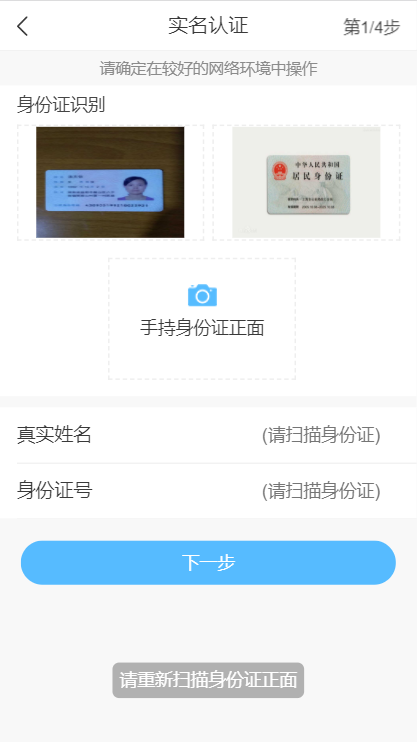 实名认证
第1/4步
请确定在较好的网络环境中操作
身份证识别
中华人民共和国
居民身份证
手持身份证正面
真实姓名
(请扫描身份证)
身份证号
(请扫描身份证)
下一步
请重新扫描身份证正面